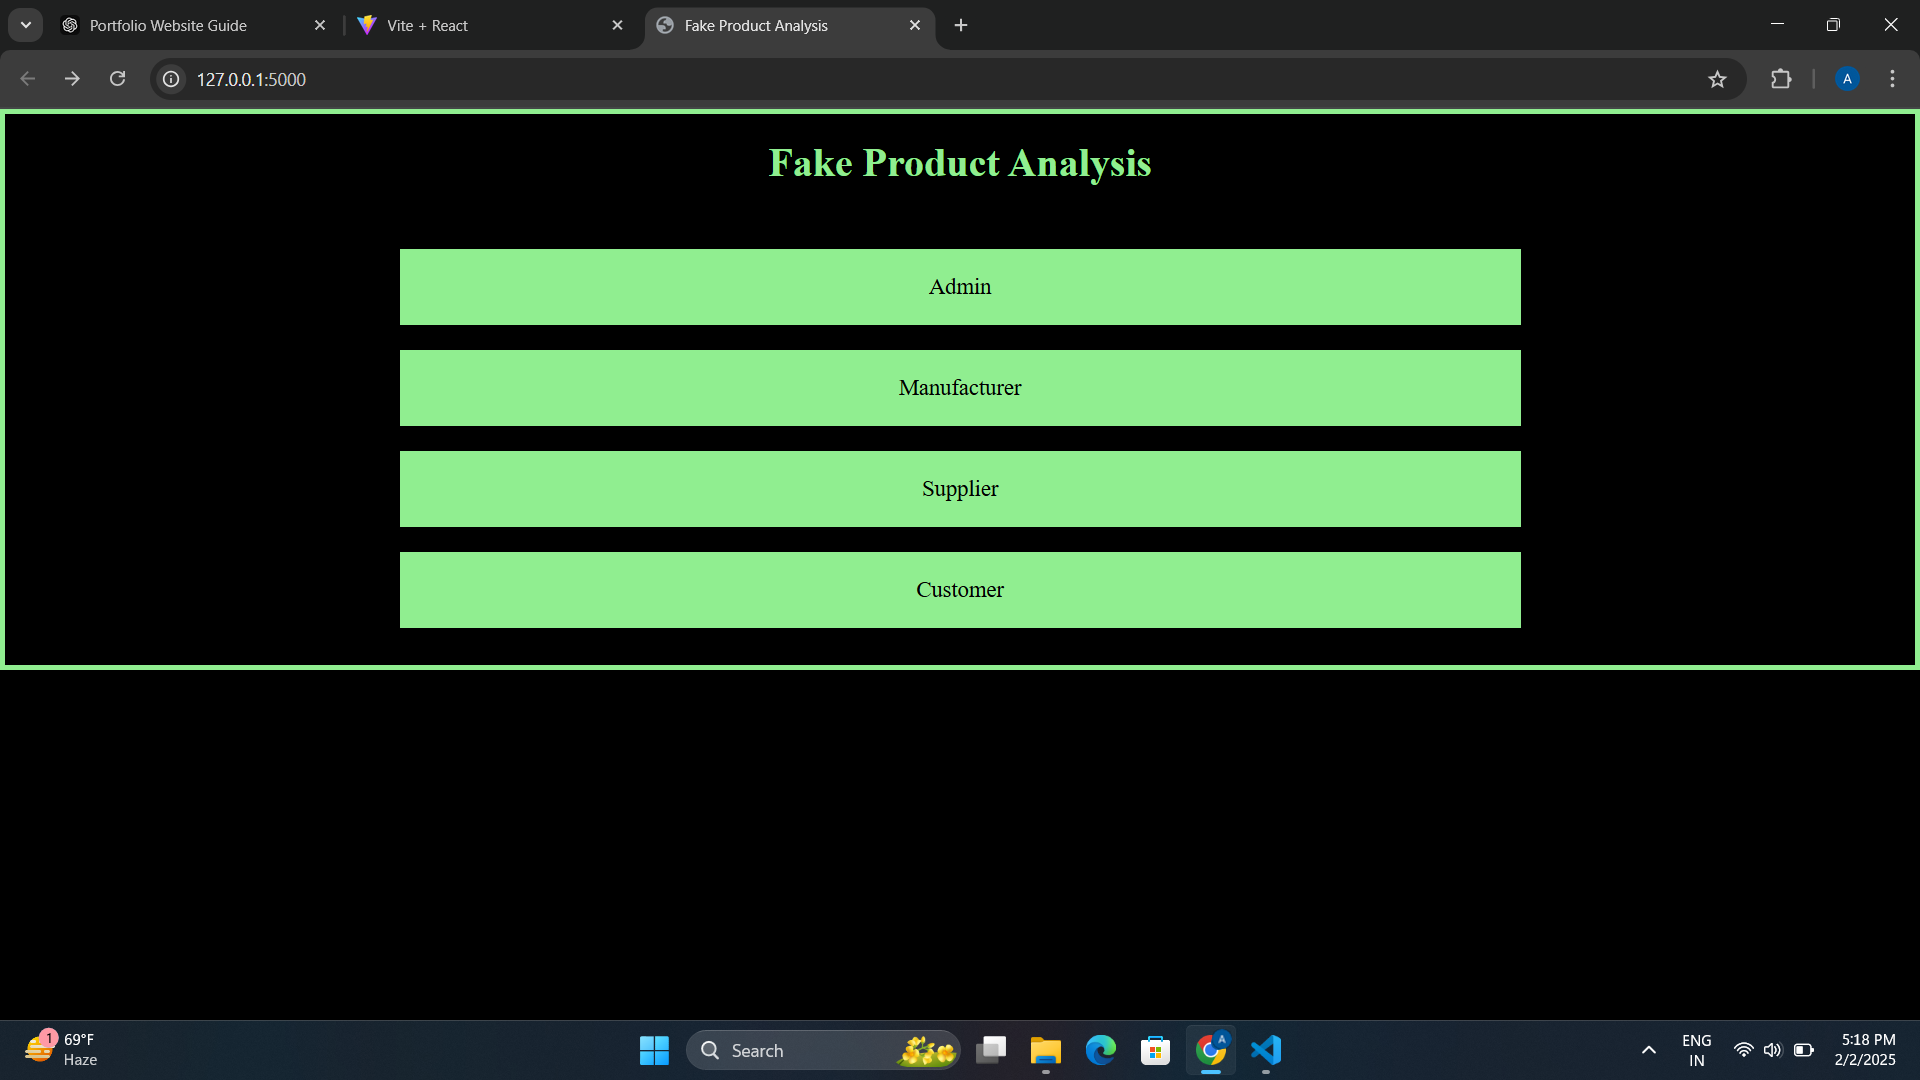 Portfolio Website Guide
Vite + React
Fake Product Analysis
127.0.0.1:5000
A
Fake Product Analysis
Admin
Manufacturer
Supplier
Customer
1
69°F
Haze
Search
A
ENG
IN
5:18 PM
2/2/2025